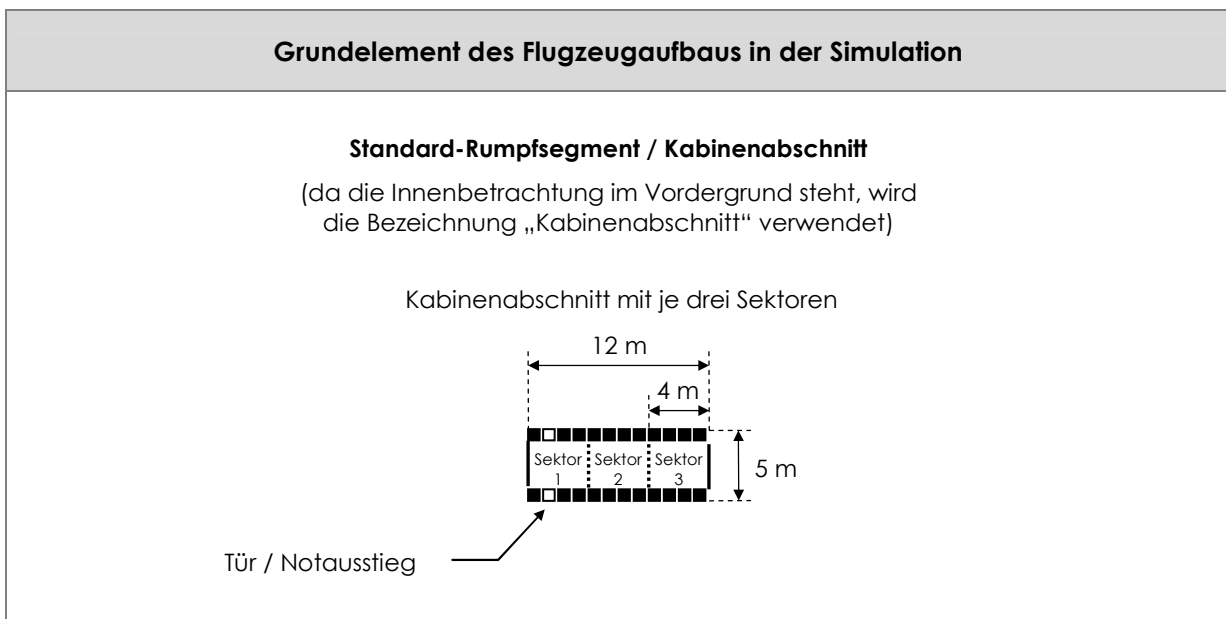 Grundelement des Flugzeugaufbaus in der Simulation
Standard-Rumpfsegment / Kabinenabschnitt
(da die Innenbetrachtung im Vordergrund steht, wird
die Bezeichnung „Kabinenabschnitt“ verwendet)
Kabinenabschnitt mit je drei Sektoren
12 m
4 m
Sektor 1
Sektor 2
Sektor 3
5 m
Tür / Notausstieg